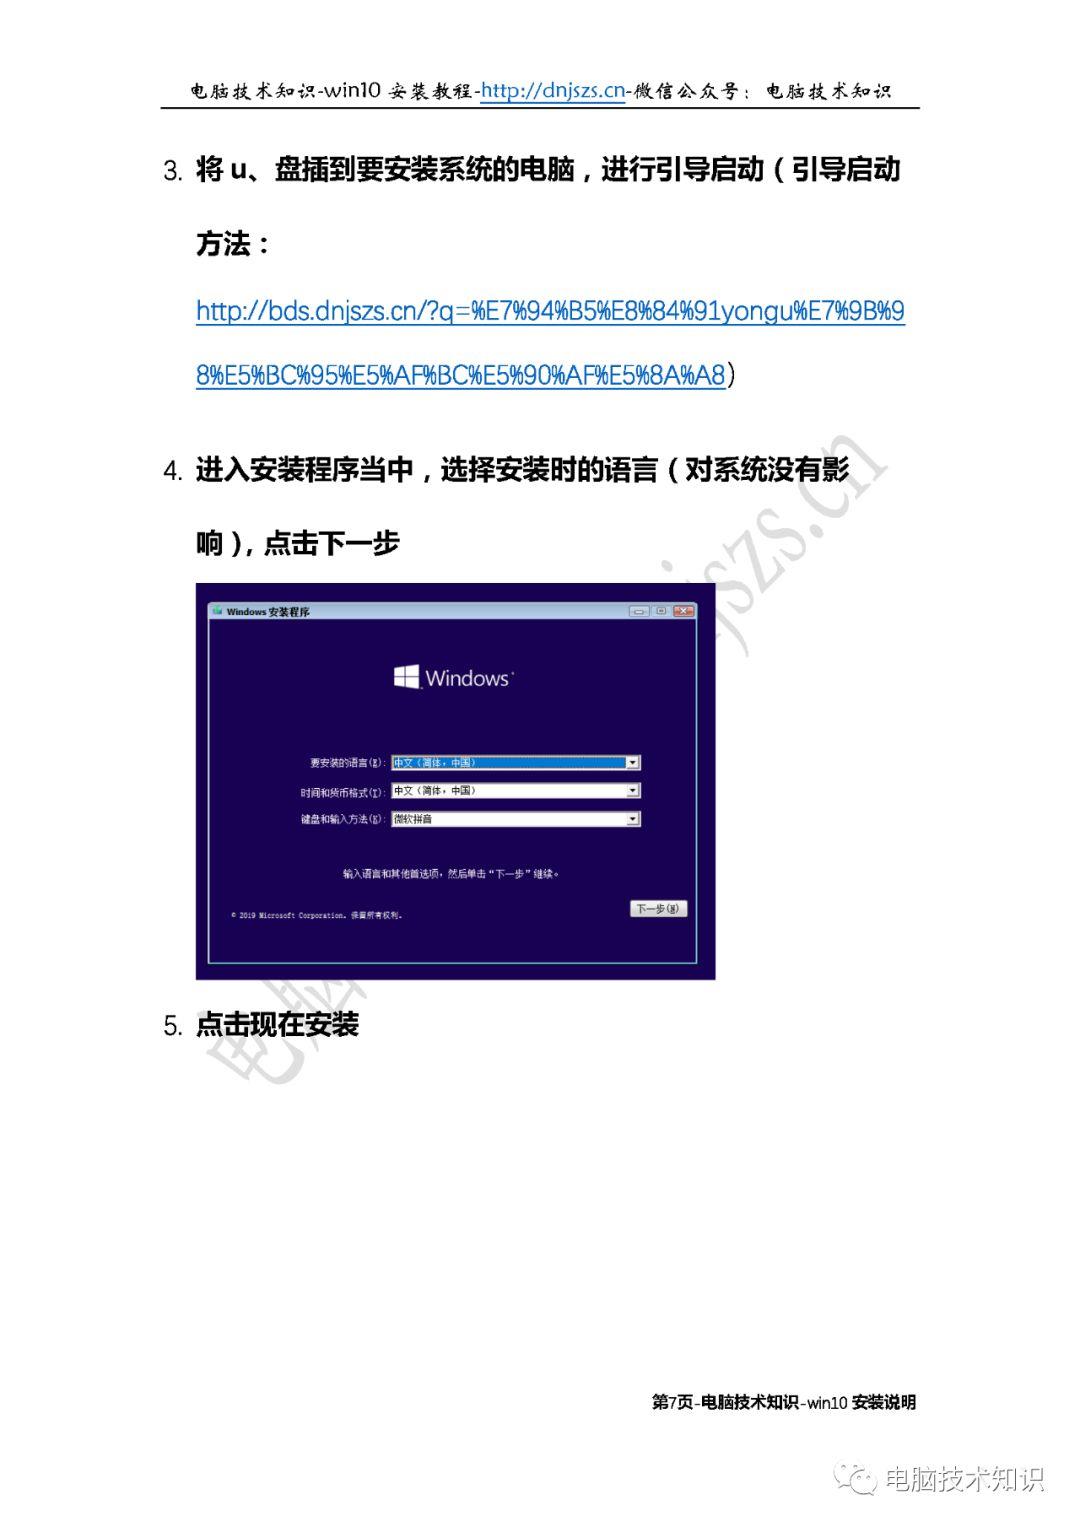 电脑技术知识-win10 安装教程-http://dnjszs.cn-微信公众号：电脑技术知识
3. 将 u、盘插到要安装系统的电脑，进行引导启动（引导启动
方法：
http://bds.dnjszs.cn/?q=%E7%94%B5%E8%84%91yongu%E7%9B%9
8%E5%BC%95%E5%AF%BC%E5%90%AF%E5%8A%A8）
4. 进入安装程序当中，选择安装时的语言（对系统没有影
响），点击下一步
Windows 安装程序
Windows
要安装的语言(E): 中文(简体，中国)
时间和货币格式(T): 中文(简体，中国)
键盘和输入方法(K): 微软拼音
输入语言和其他首选项，然后单击“下一步”继续。
© 2019 Microsoft Corporation。保留所有权利。
下一步(N)
5. 点击现在安装
第7页-电脑技术知识-win10 安装说明
电脑技术知识